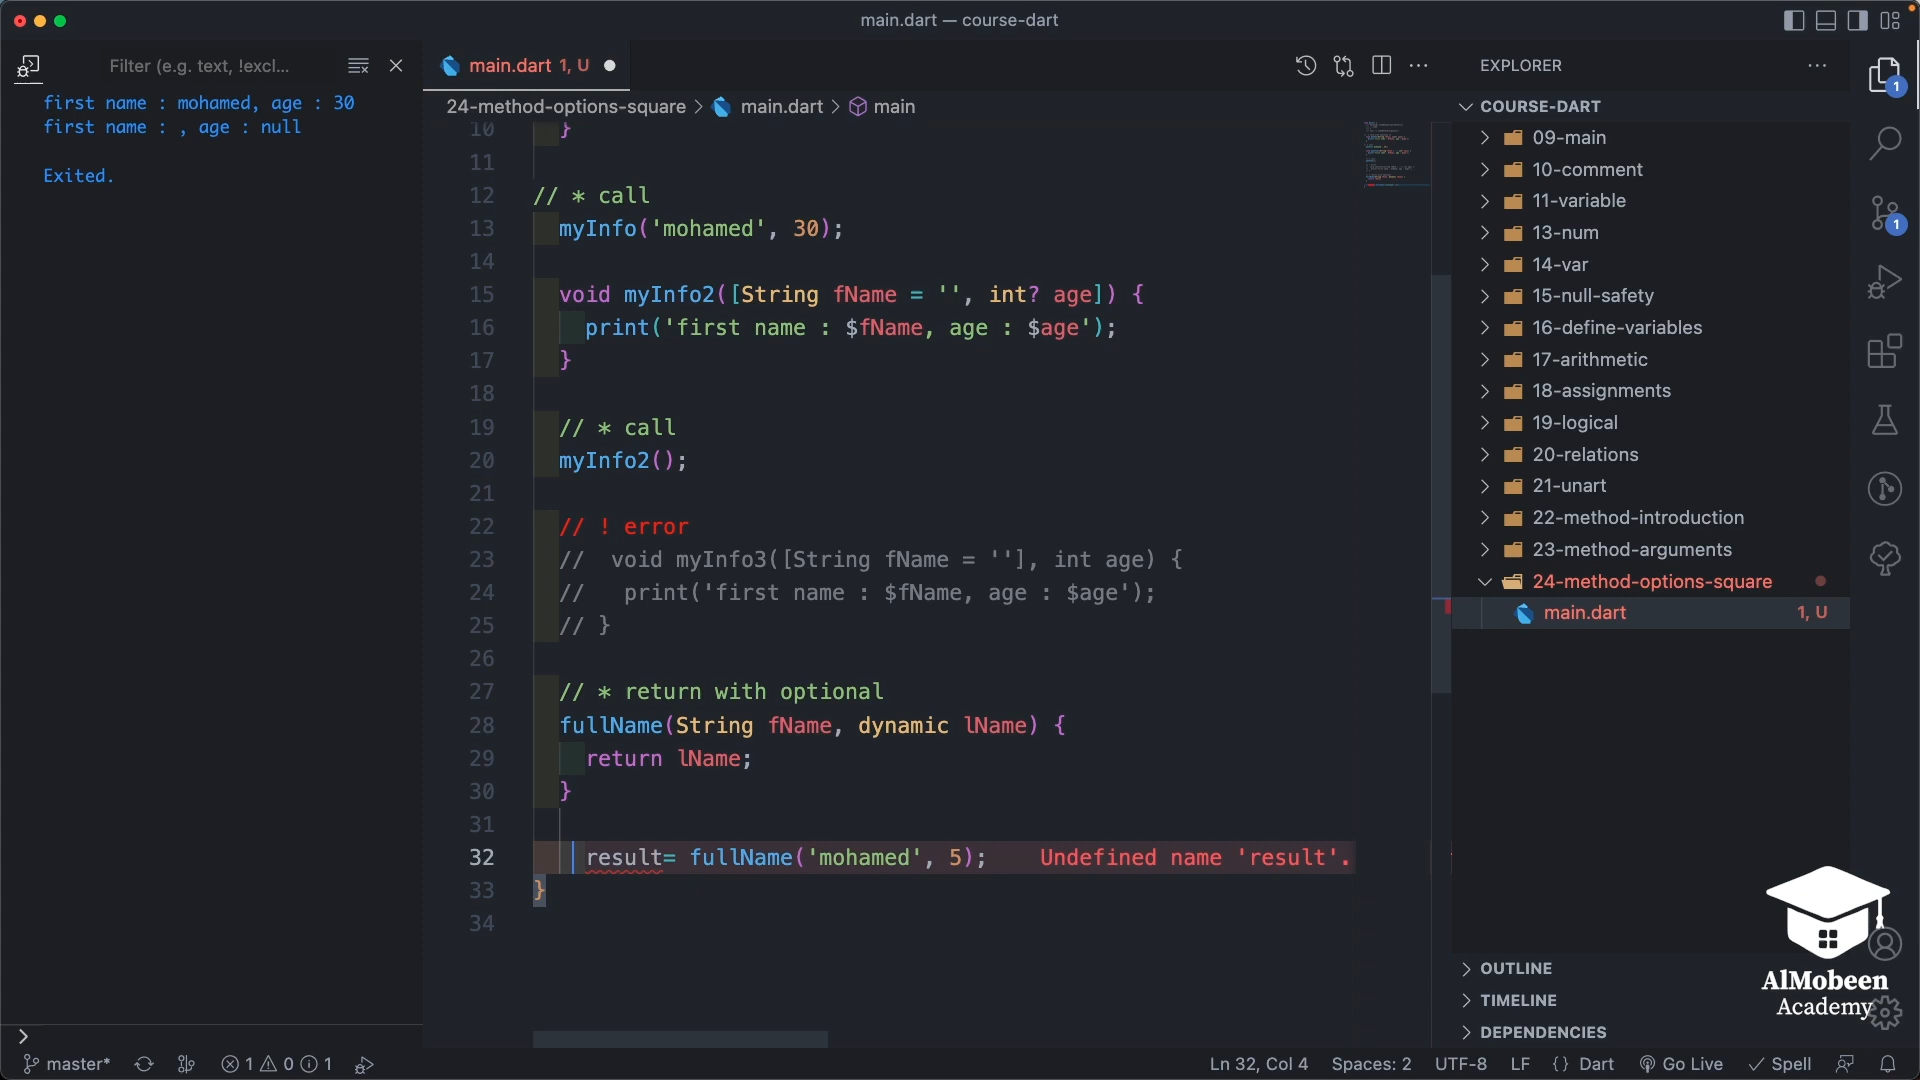 main.dart — course-dart
Filter (e.g. text, !excl...
first name : mohamed, age : 30
first name : , age : null
Exited.
main.dart 1, U
24-method-options-square > main.dart > main
10 }
11
12 // * call
13 myInfo('mohamed', 30);
14
15 void myInfo2([String fName = '', int? age]) {
16 print('first name : $fName, age : $age');
17 }
18
19 // * call
20 myInfo2();
21
22 // ! error
23 //  void myInfo3([String fName = ''], int age) {
24 //   print('first name : $fName, age : $age');
25 // }
26
27 // * return with optional
28 fullName(String fName, dynamic lName) {
29 return lName;
30 }
31
32 result= fullName('mohamed', 5); Undefined name 'result'.
33 }
34
EXPLORER
COURSE-DART
09-main
10-comment
11-variable
13-num
14-var
15-null-safety
16-define-variables
17-arithmetic
18-assignments
19-logical
20-relations
21-unart
22-method-introduction
23-method-arguments
24-method-options-square
main.dart 1, U
OUTLINE
TIMELINE
DEPENDENCIES
1
1
AlMobeen
Academy
master* 1 0 1 Ln 32, Col 4 Spaces: 2 UTF-8 LF {} Dart Go Live Spell